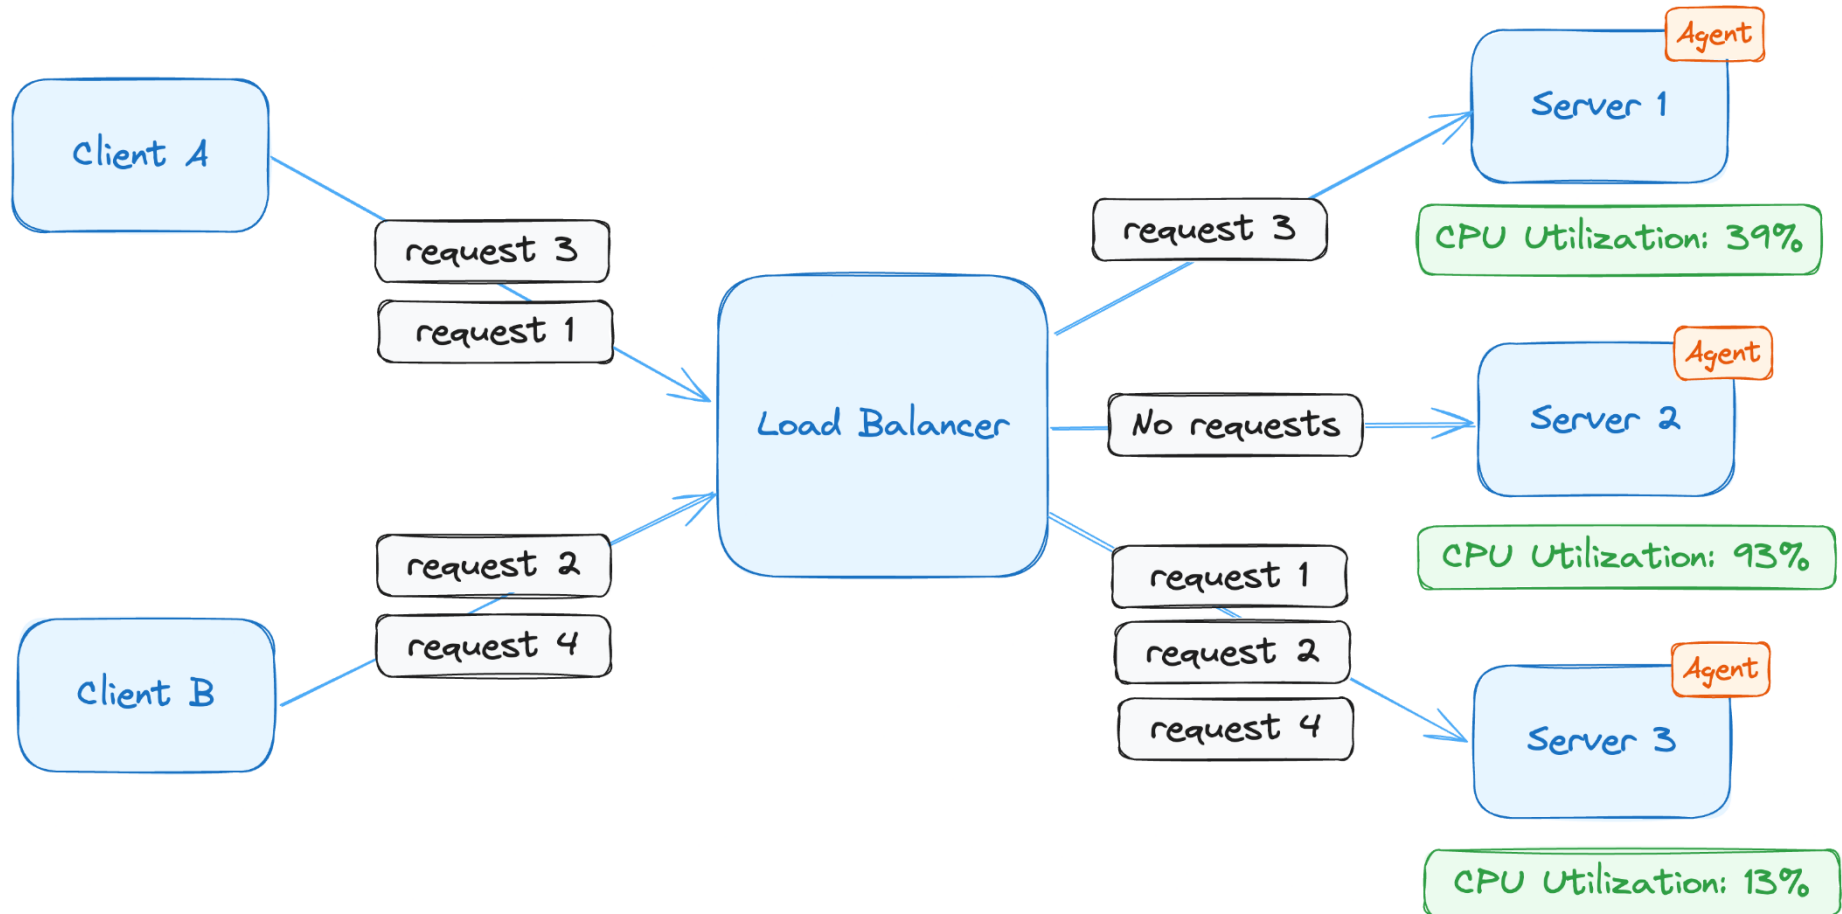 Agent
Server 1
Client A
request 3
request 3
CPU Utilization: 39%
request 1
Agent
Load Balancer
No requests
Server 2
request 2
request 1
CPU Utilization: 93%
request 4
request 2
Agent
Client B
request 4
Server 3
CPU Utilization: 13%